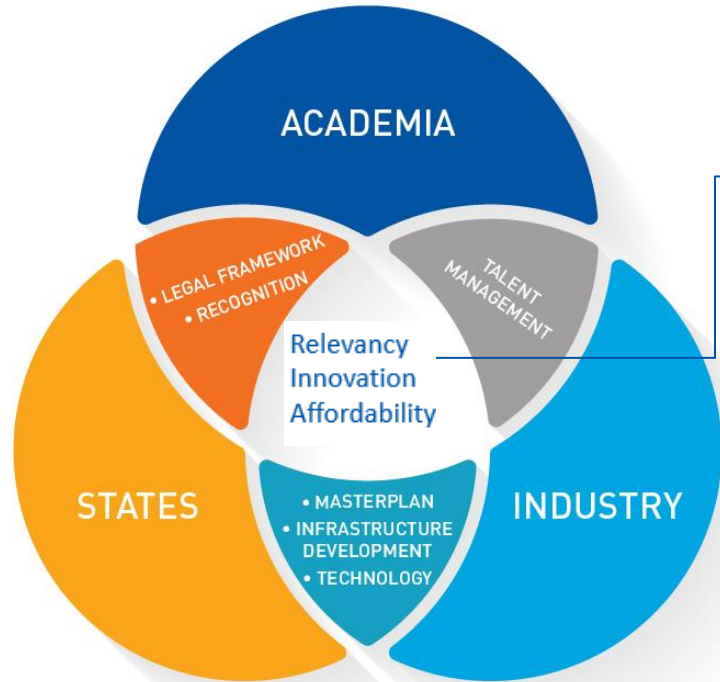 ACADEMIA
• LEGAL FRAMEWORK
• RECOGNITION
TALENT
MANAGEMENT
Relevancy
Innovation
Affordability
STATES
• MASTERPLAN
• INFRASTRUCTURE
DEVELOPMENT
• TECHNOLOGY
INDUSTRY